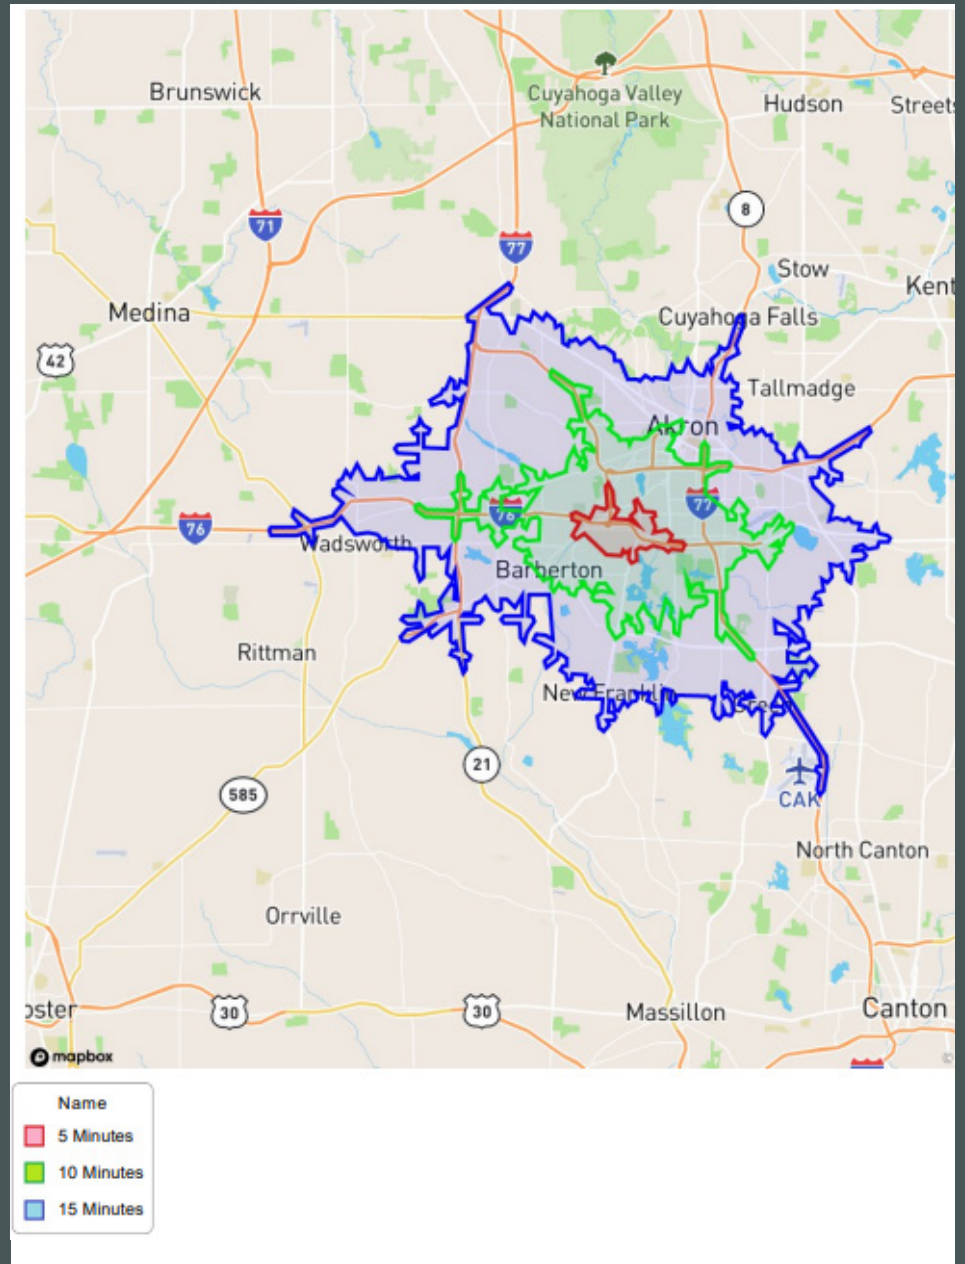 Brunswick
Cuyahoga Valley
National Park
Hudson
Streets
8
71
77
Stow
Kent
Medina
Cuyahoga Falls
42
Tallmadge
Akron
77
76
76
Wadsworth
Barberton
Rittman
New Franklin
Green
21
CAK
585
North Canton
Orrville
oster
30
30
Massillon
Canton
mapbox
©
Name
5 Minutes
10 Minutes
15 Minutes